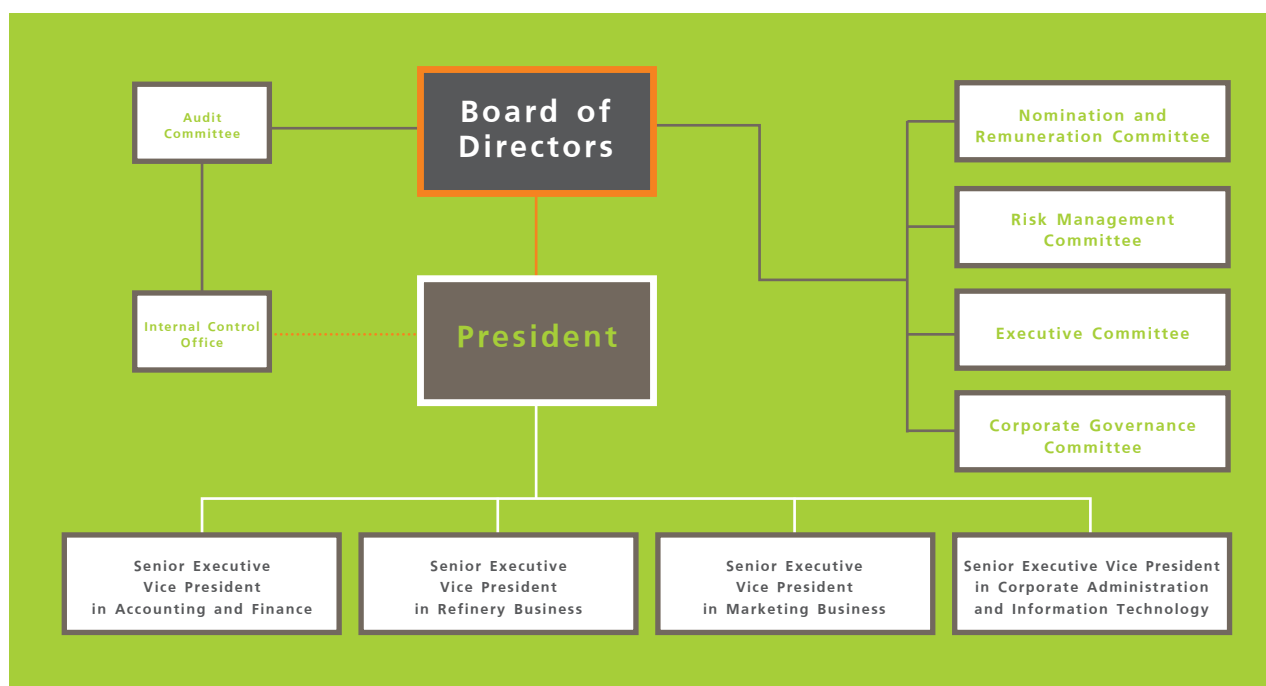 Audit
Committee
Board of
Directors
Nomination and
Remuneration Committee
Risk Management
Committee
Internal Control
Office
President
Executive Committee
Corporate Governance
Committee
Senior Executive
Vice President
in Accounting and Finance
Senior Executive
Vice President
in Refinery Business
Senior Executive
Vice President
in Marketing Business
Senior Executive Vice President
in Corporate Administration
and Information Technology